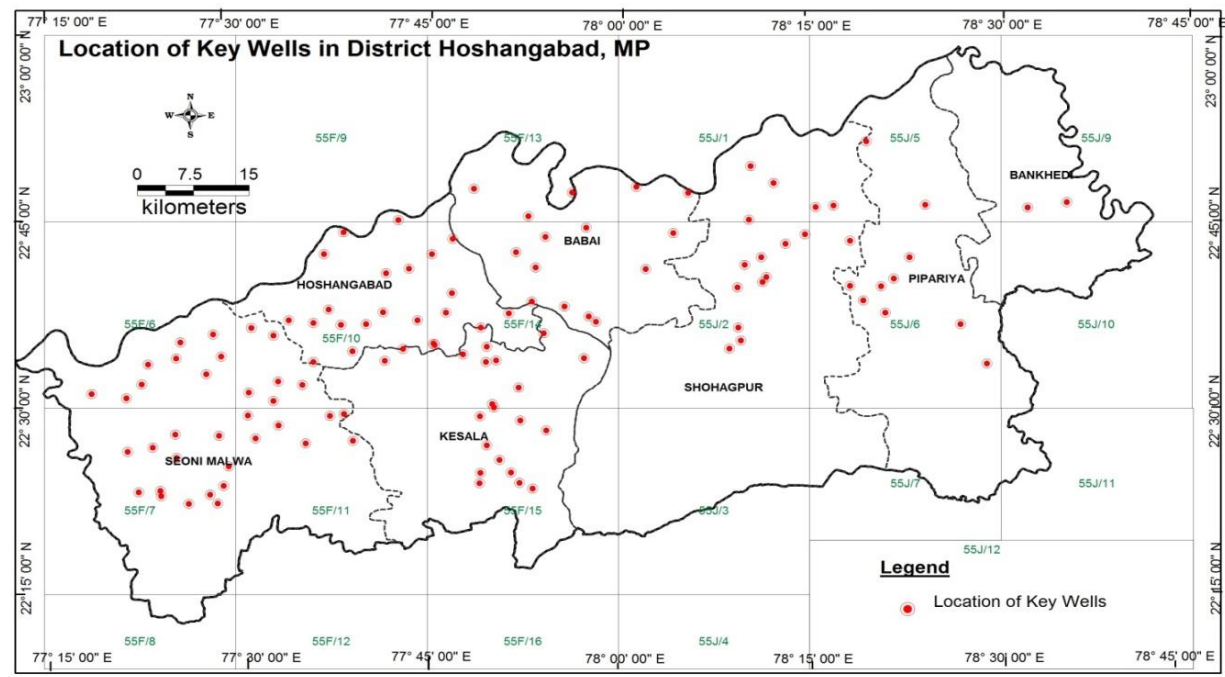 77° 15' 00" E 77° 30' 00" E 77° 45' 00" E 78° 00' 00" E 78° 15' 00" E 78° 30' 00" E 78° 45' 00" E
Location of Key Wells in District Hoshangabad, MP
23° 00' 00" N 23° 00' 00" N
N
W E
S
55F/9 55F/13 55J/1 55J/5 55J/9
0 7.5 15
kilometers
BANKHEDI
22° 45' 00" N 22° 45' 00" N
BABAI
HOSHANGABAD PIPARIYA
55F/6 55F/10 55F/14 55J/2 55J/6 55J/10
SHOHAGPUR
22° 30' 00" N 22° 30' 00" N
KESALA
SEONI MALWA
55F/7 55F/11 55F/15 55J/3 55J/7 55J/11
55J/12
22° 15' 00" N 22° 15' 00" N
Legend
Location of Key Wells
55F/8 55F/12 55F/16 55J/4
77° 15' 00" E 77° 30' 00" E 77° 45' 00" E 78° 00' 00" E 78° 15' 00" E 78° 30' 00" E 78° 45' 00" E